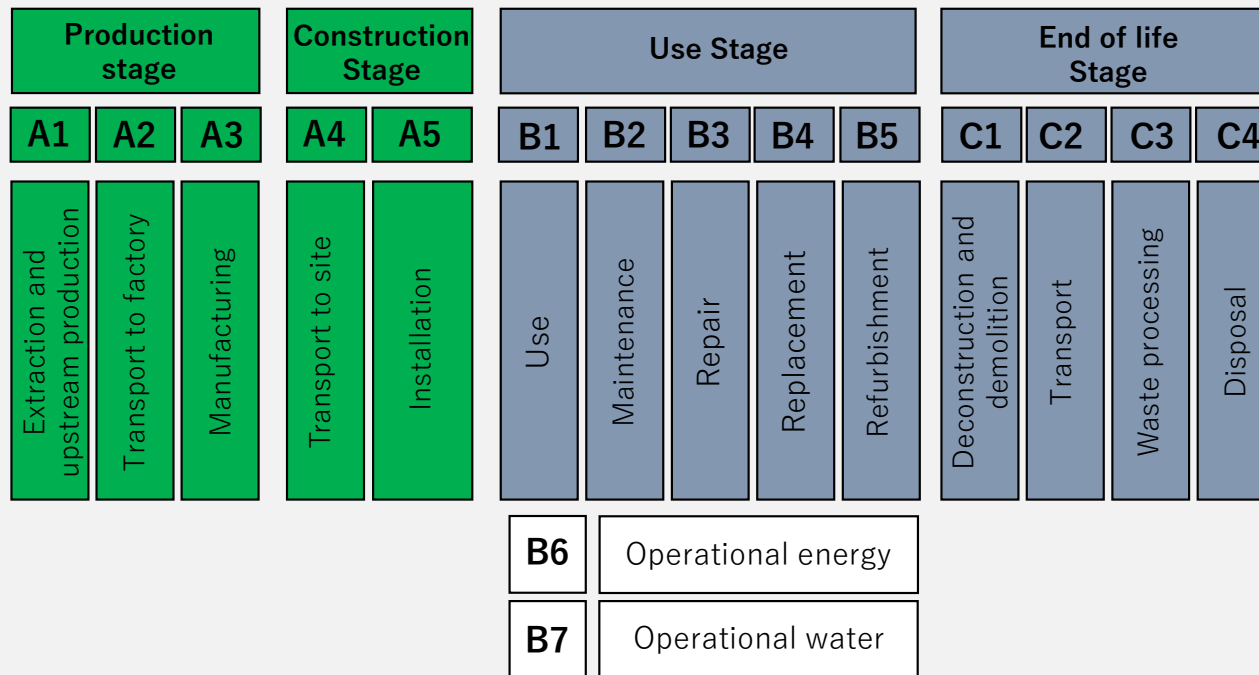 Production
stage
Construction
Stage
Use Stage
End of life
Stage
A1
A2
A3
A4
A5
B1
B2
B3
B4
B5
C1
C2
C3
C4
Extraction and
upstream production
Transport to factory
Manufacturing
Transport to site
Installation
Use
Maintenance
Repair
Replacement
Refurbishment
Deconstruction and
demolition
Transport
Waste processing
Disposal
B6
Operational energy
B7
Operational water